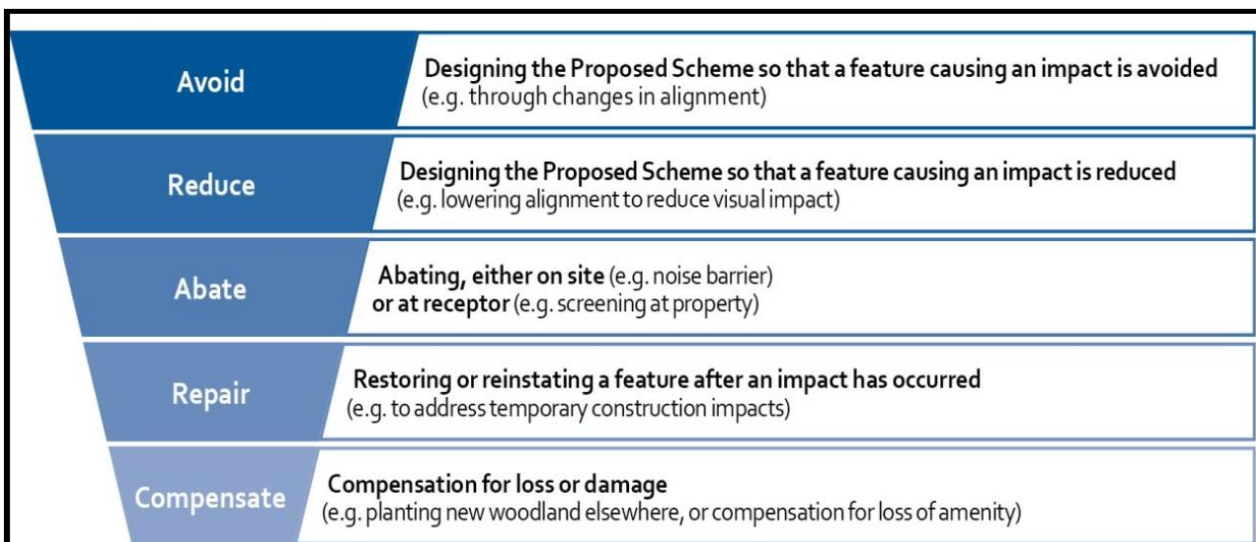 Avoid
Designing the Proposed Scheme so that a feature causing an impact is avoided
(e.g. through changes in alignment)
Reduce
Designing the Proposed Scheme so that a feature causing an impact is reduced
(e.g. lowering alignment to reduce visual impact)
Abate
Abating, either on site (e.g. noise barrier)
or at receptor (e.g. screening at property)
Repair
Restoring or reinstating a feature after an impact has occurred
(e.g. to address temporary construction impacts)
Compensate
Compensation for loss or damage
(e.g. planting new woodland elsewhere, or compensation for loss of amenity)